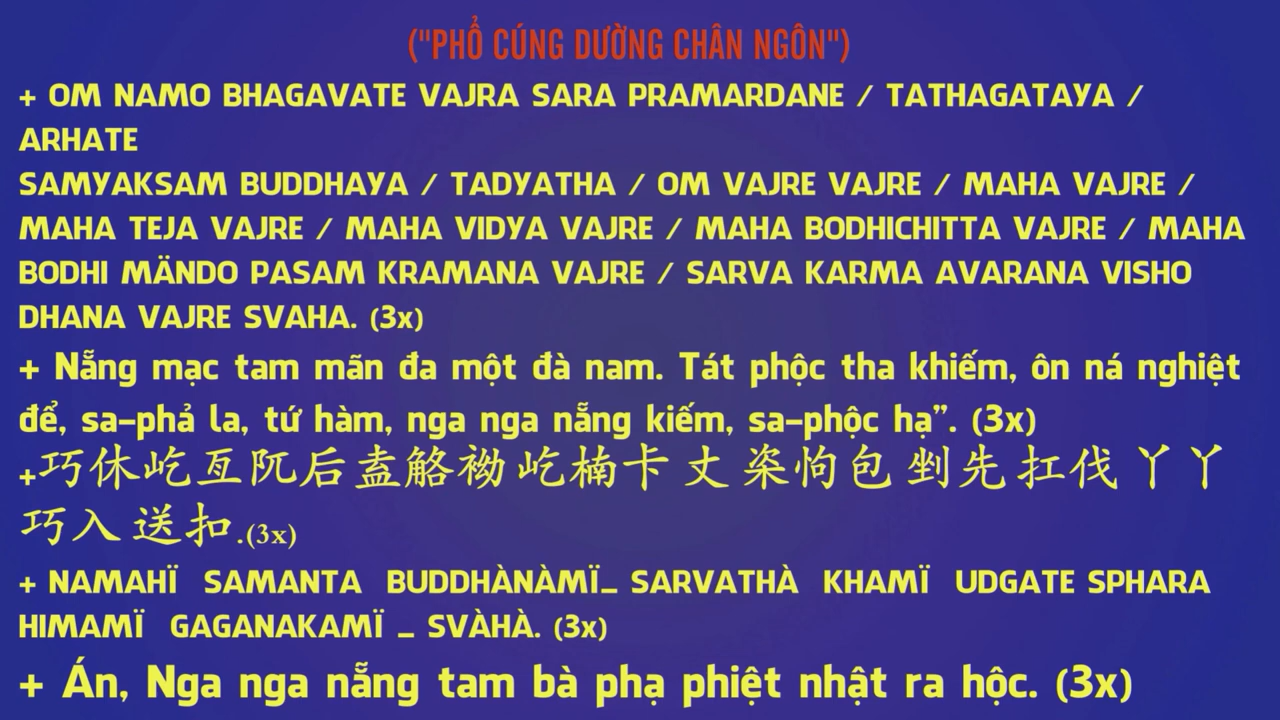 ("PHỔ CÚNG DƯỜNG CHÂN NGÔN")
+ OM NAMO BHAGAVATE VAJRA SARA PRAMARDANE / TATHAGATAYA /
ARHATE
SAMYAKSAM BUDDHAYA / TADYATHA / OM VAJRE VAJRE / MAHA VAJRE /
MAHA TEJA VAJRE / MAHA VIDYA VAJRE / MAHA BODHICHITTA VAJRE / MAHA
BODHI MÄNDO PASAM KRAMANA VAJRE / SARVA KARMA AVARANA VISHO
DHANA VAJRE SVAHA. (3x)
+ Nẵng mạc tam mãn đa một đà nam. Tát phộc tha khiếm, ôn ná nghiệt
để, sa-phả la, tứ hàm, nga nga nẵng kiếm, sa-phộc hạ”. (3x)
+巧休屹亙阢后盍觡袎屹楠卡丈楶怐包剉先扛伐丫丫
巧入送扣.(3x)
+ NAMAHÏ SAMANTA BUDDHÀNÀMÏ_ SARVATHÀ KHAMÏ UDGATE SPHARA
HIMAMÏ GAGANAKAMÏ _ SVÀHÀ. (3x)
+ Án, Nga nga nẵng tam bà phạ phiệt nhật ra hộc. (3x)